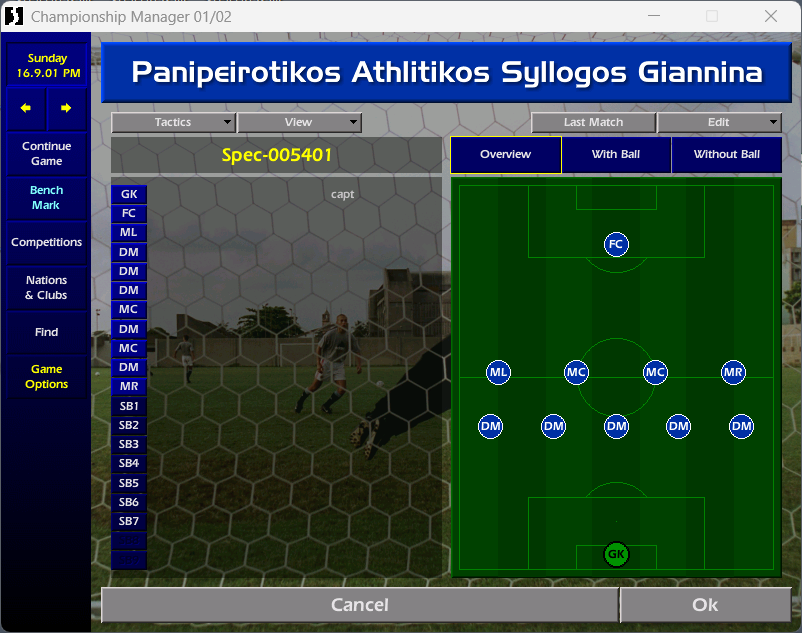 Championship Manager 01/02
Sunday
16.9.01 PM
Panipeirotikos Athlitikos Syllogos Giannina
Continue
Game
Bench
Mark
Competitions
Nations
& Clubs
Find
Game
Options
Tactics
View
Last Match
Edit
Spec-005401
Overview
With Ball
Without Ball
GK
capt
FC
ML
DM
DM
DM
MC
DM
MC
DM
MR
SB1
SB2
SB3
SB4
SB5
SB6
SB7
FC
ML MC MC MR
DM DM DM DM DM
GK
Cancel
Ok